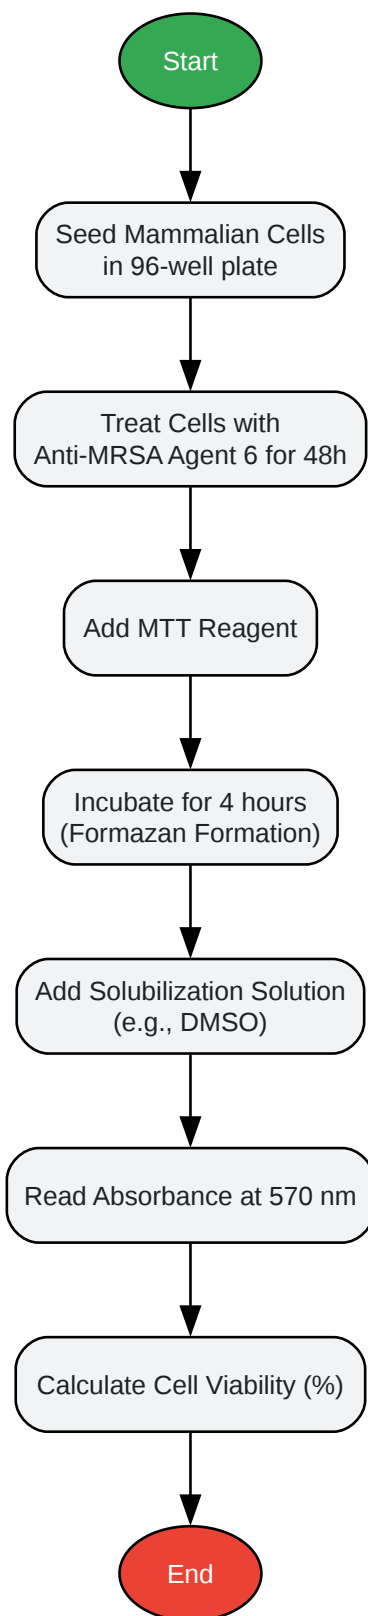 Start
Seed Mammalian Cells
in 96-well plate
Treat Cells with
Anti-MRSA Agent 6 for 48h
Add MTT Reagent
Incubate for 4 hours
(Formazan Formation)
Add Solubilization Solution
(e.g., DMSO)
Read Absorbance at 570 nm
Calculate Cell Viability (%)
End